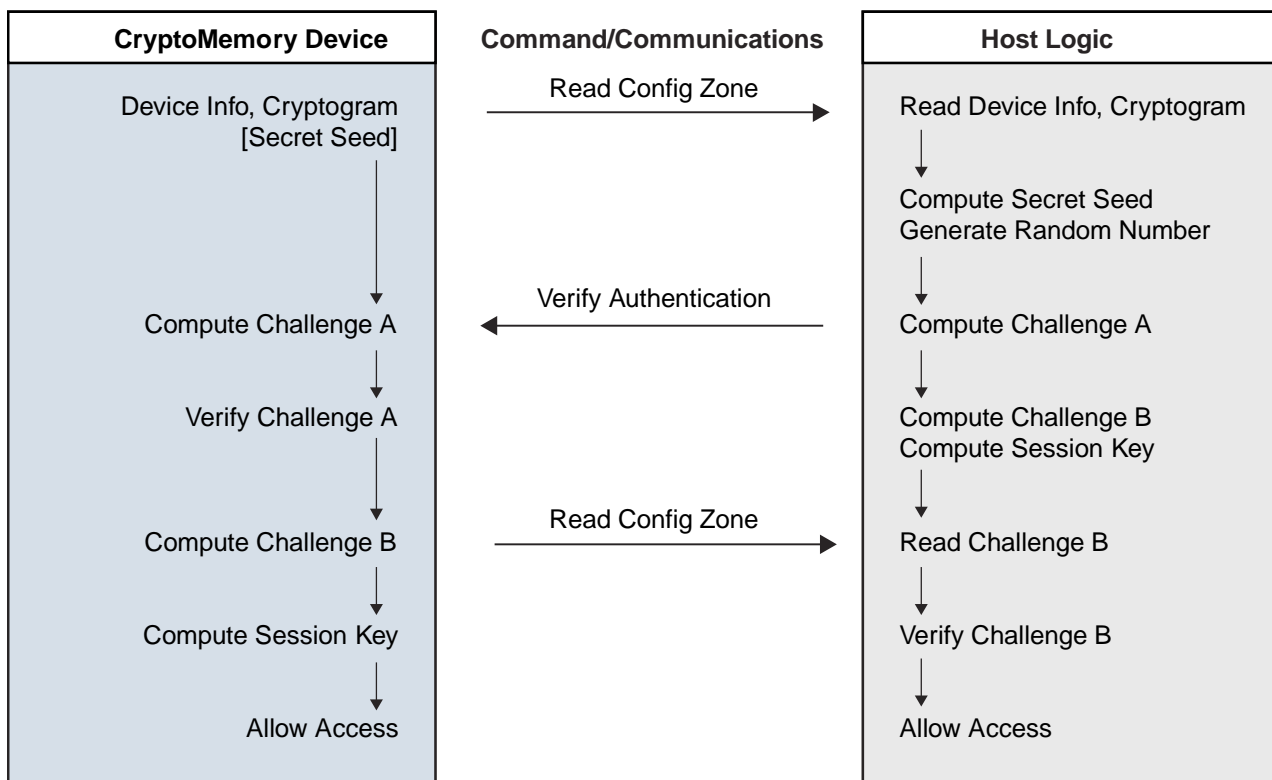 CryptoMemory Device
Command/Communications
Host Logic
Device Info, Cryptogram
[Secret Seed]
Read Config Zone
Read Device Info, Cryptogram
Compute Secret Seed
Generate Random Number
Compute Challenge A
Verify Authentication
Compute Challenge A
Verify Challenge A
Compute Challenge B
Compute Session Key
Compute Challenge B
Read Config Zone
Read Challenge B
Compute Session Key
Verify Challenge B
Allow Access
Allow Access